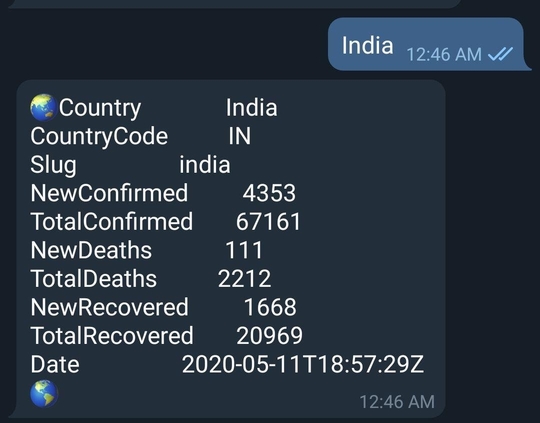 India 12:46 AM
🌏Country India
CountryCode IN
Slug india
NewConfirmed 4353
TotalConfirmed 67161
NewDeaths 111
TotalDeaths 2212
NewRecovered 1668
TotalRecovered 20969
Date 2020-05-11T18:57:29Z
🌎
12:46 AM